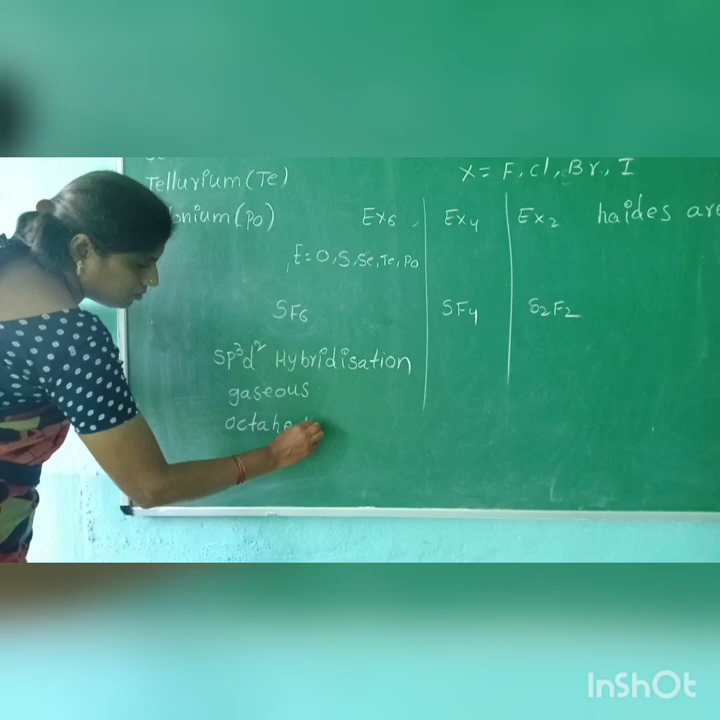 Tellurium (Te)
x = F, Cl, Br, I
(Po)
Ex6
Ex4
Ex2
haides are
E=O, S, Se, Te, Po
SF6
SF4
S2F2
Sp³d² Hybridisation
gaseous
InShOt